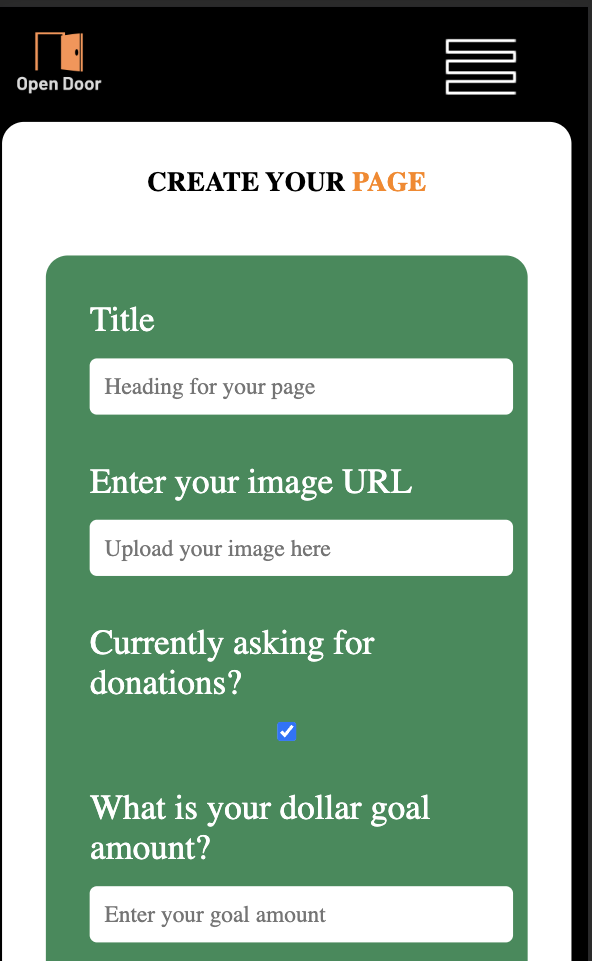 Open Door
CREATE YOUR PAGE
Title
Heading for your page
Enter your image URL
Upload your image here
Currently asking for
donations?
What is your dollar goal
amount?
Enter your goal amount